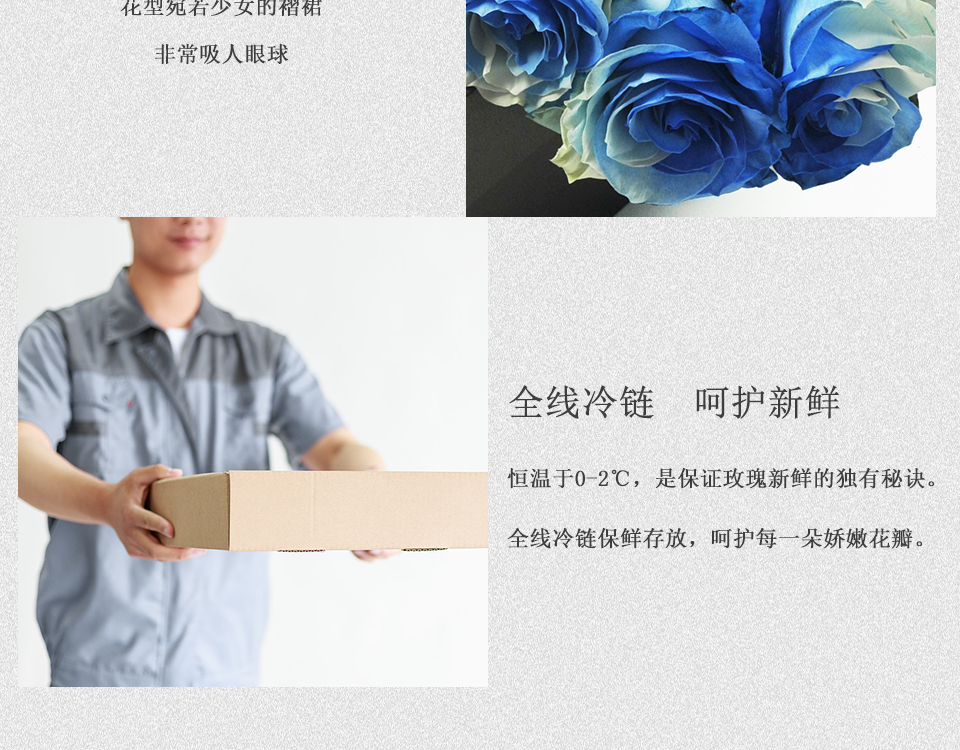 花型宛若少女的褶裙
非常吸人眼球
全线冷链 呵护新鲜
恒温于0-2℃，是保证玫瑰新鲜的独有秘诀。
全线冷链保鲜存放，呵护每一朵娇嫩花瓣。